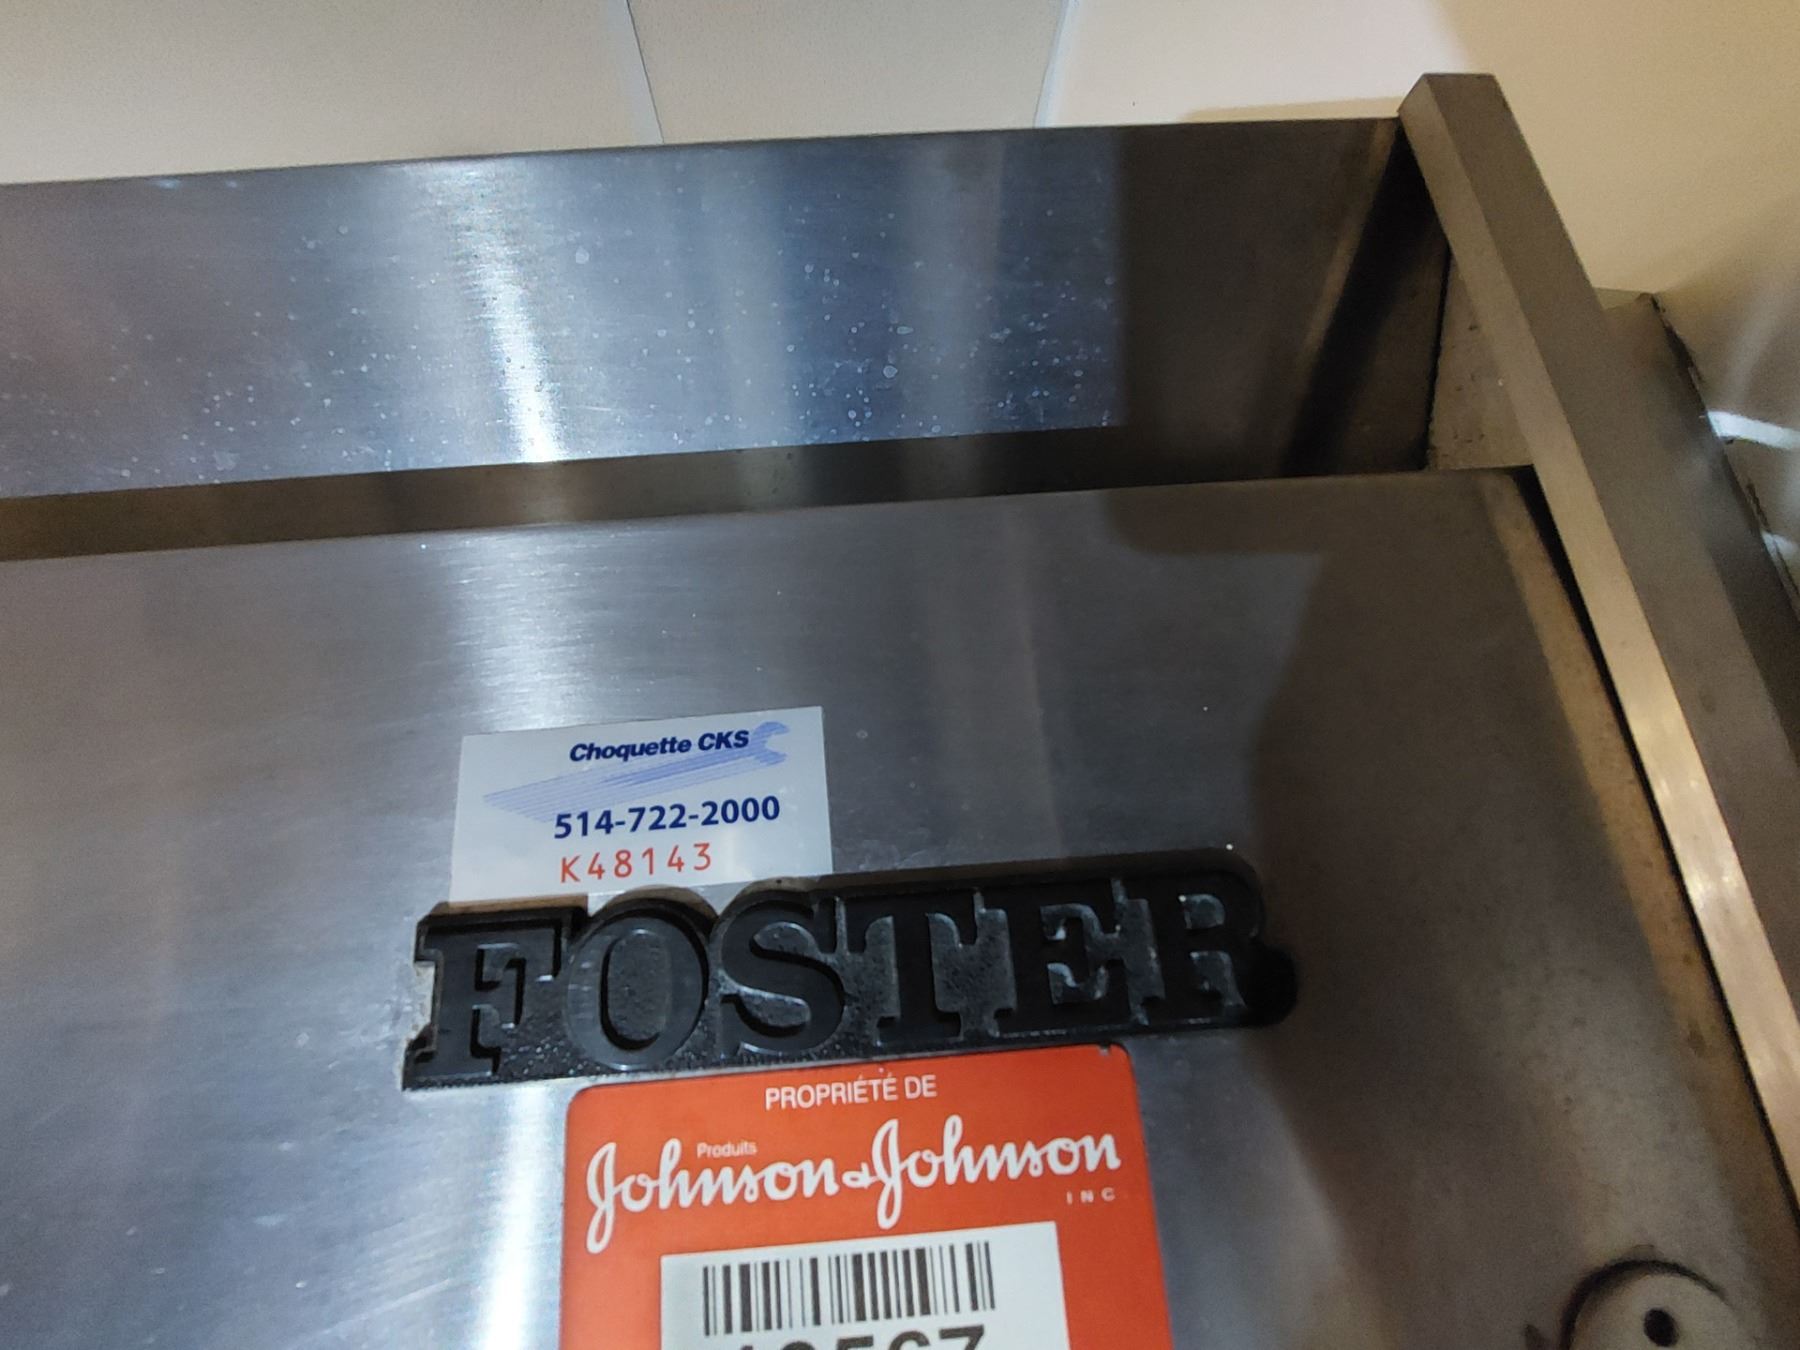 Choquette CKS
514-722-2000
K48143
FOSTER
PROPRIÉTÉ DE
Produits
Johnson & Johnson
INC